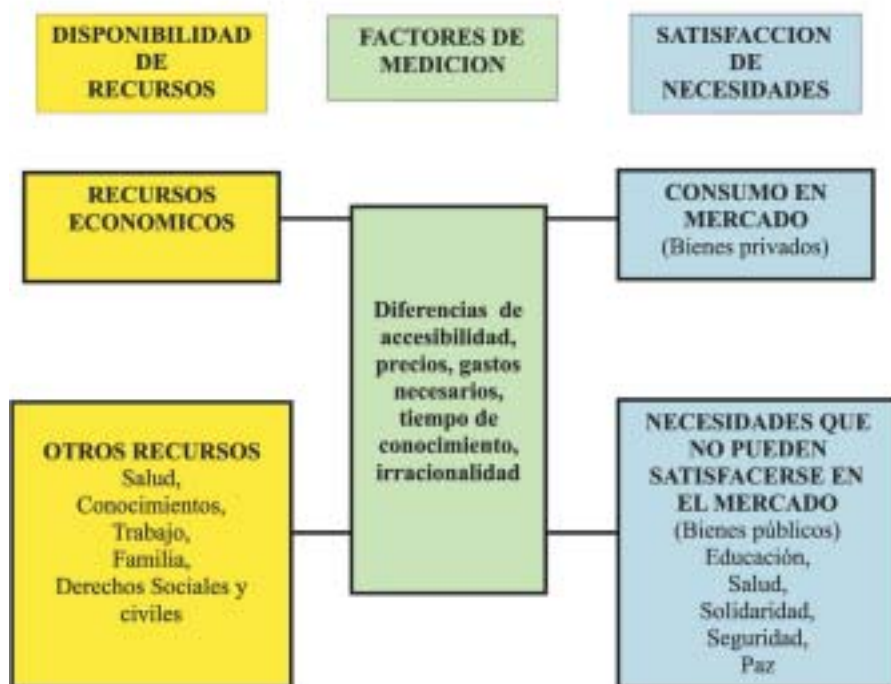 DISPONIBILIDAD
DE
RECURSOS
FACTORES DE
MEDICION
SATISFACCION
DE
NECESIDADES
RECURSOS
ECONOMICOS
CONSUMO EN
MERCADO
(Bienes privados)
Diferencias de
accesibilidad,
precios, gastos
necesarios,
tiempo de
conocimiento,
irracionalidad
OTROS RECURSOS
Salud,
Conocimientos,
Trabajo,
Familia,
Derechos Sociales y
civiles
NECESIDADES QUE
NO PUEDEN
SATISFACERSE EN
EL MERCADO
(Bienes públicos)
Educación,
Salud,
Solidaridad,
Seguridad,
Paz